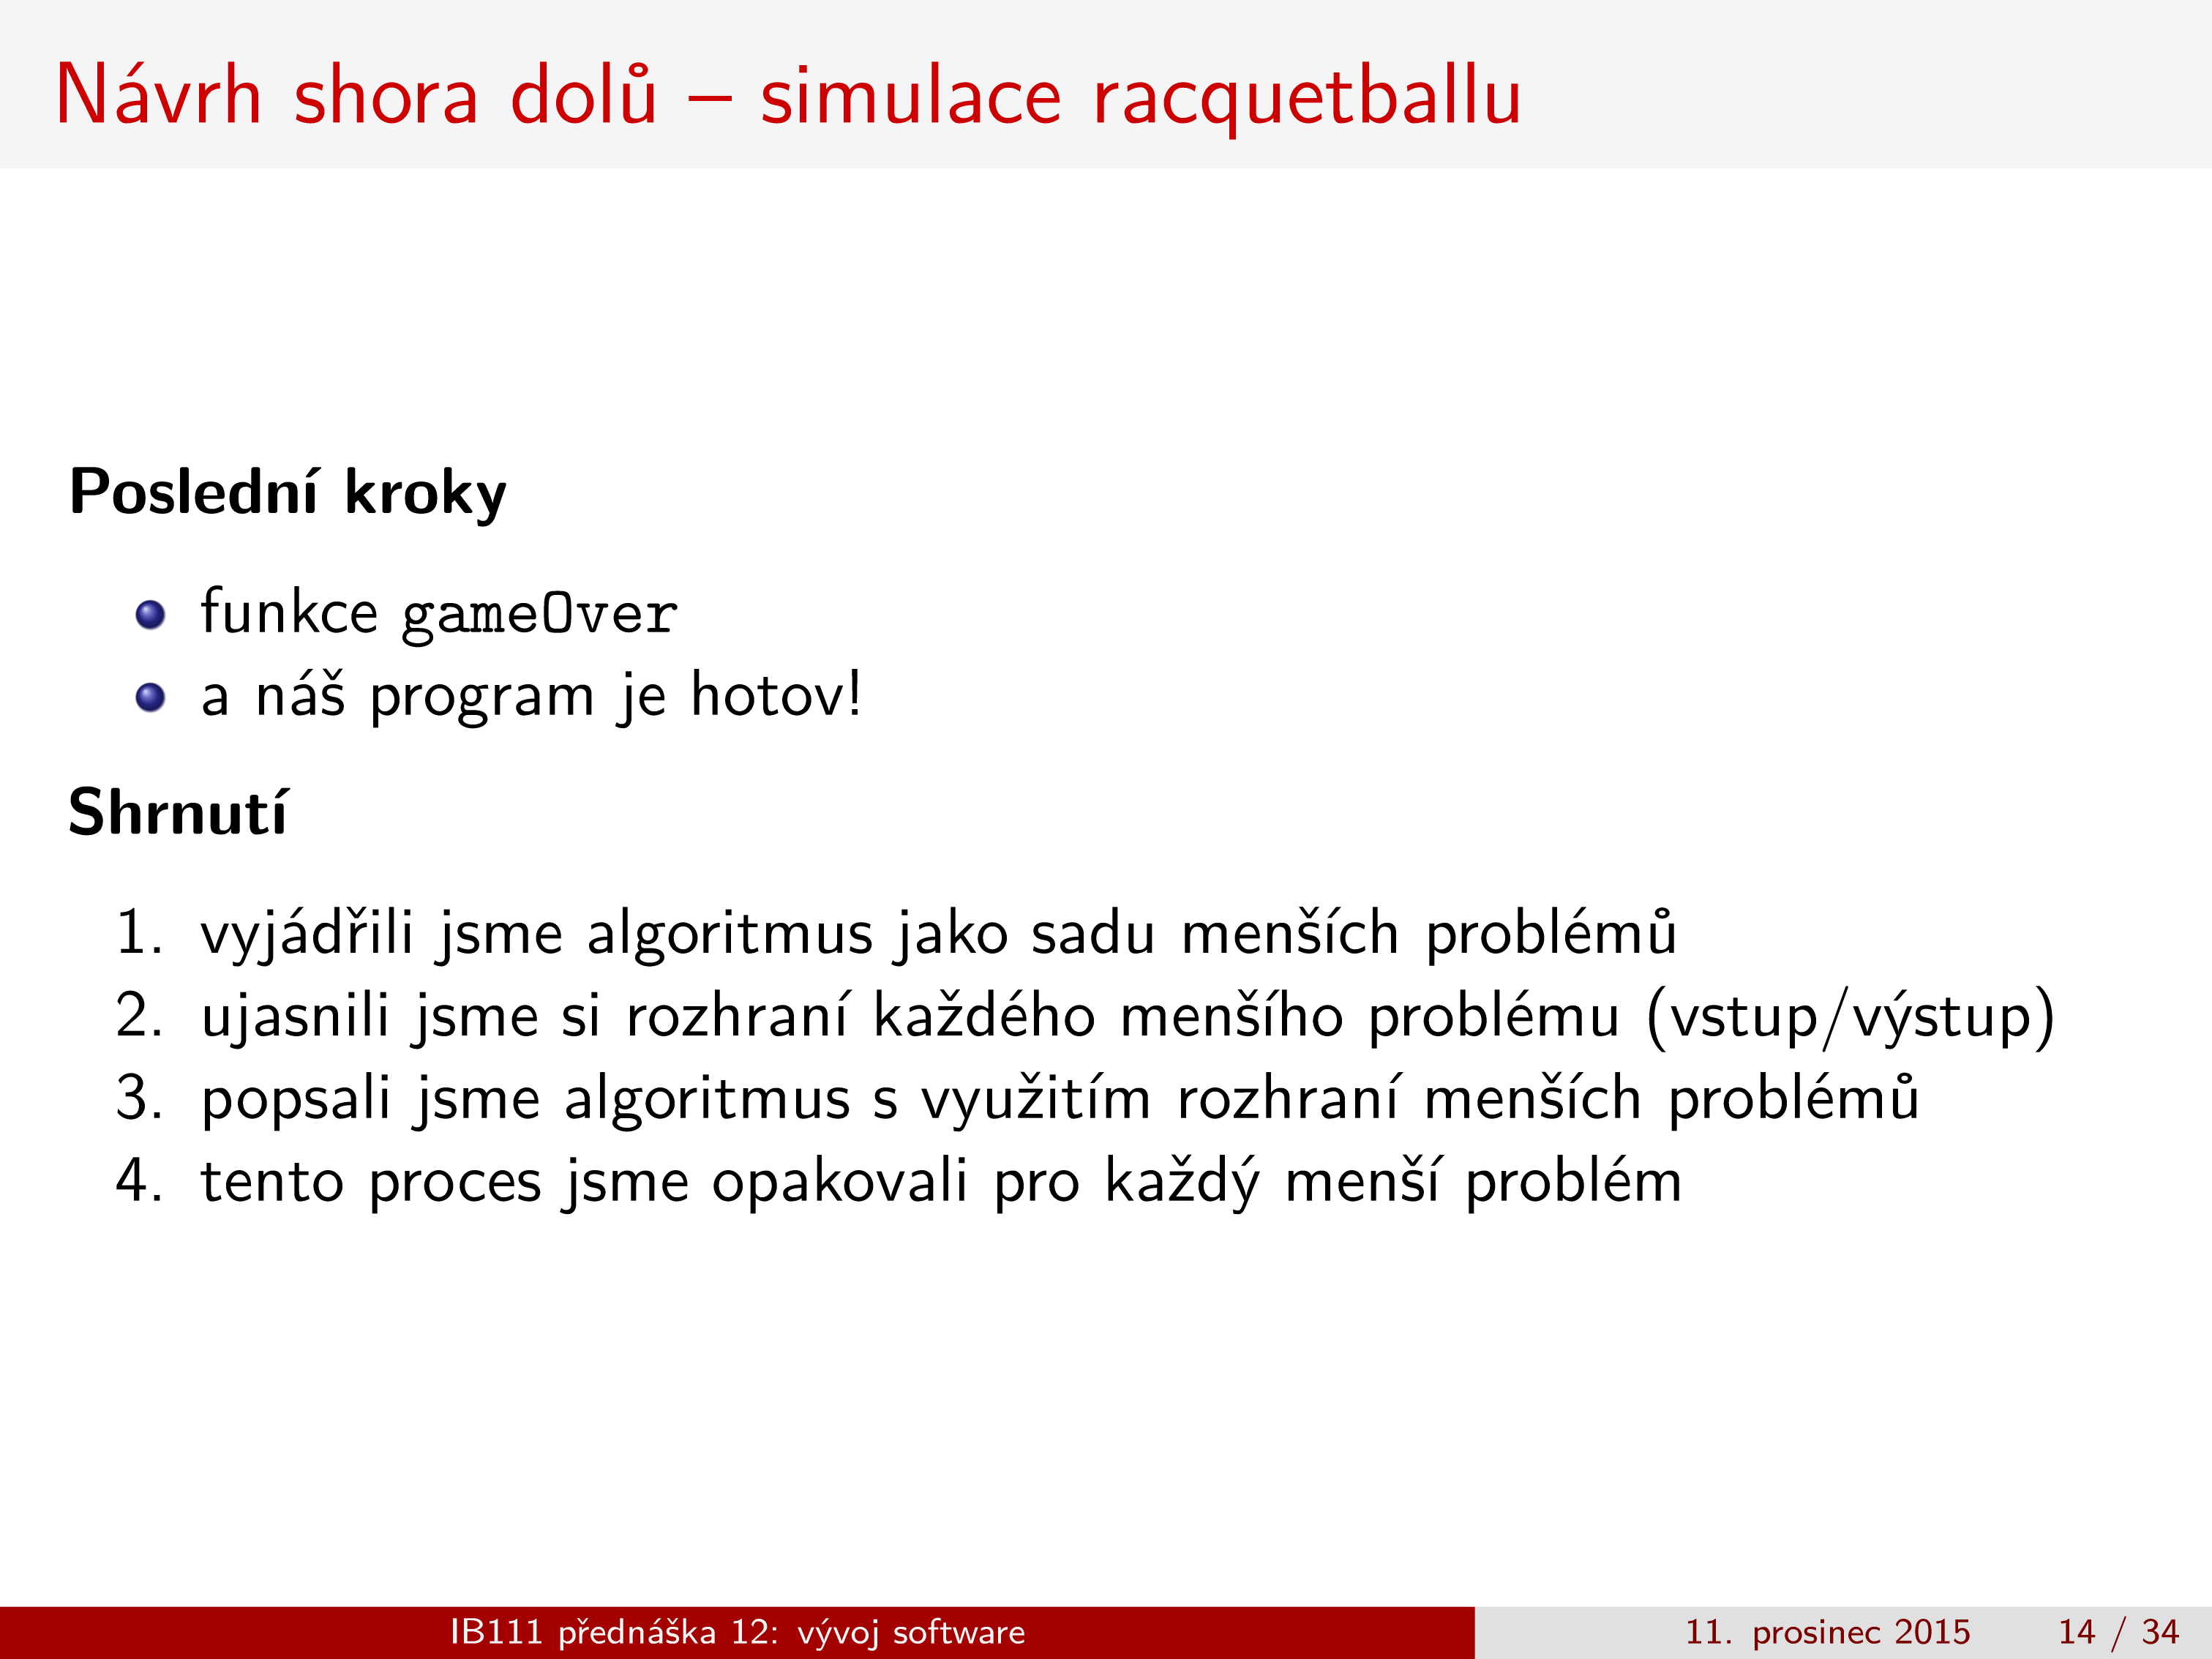 Návrh shora dolů – simulace racquetballu
Poslední kroky
funkce gameOver
a náš program je hotov!
Shrnutí
1. vyjádřili jsme algoritmus jako sadu menších problémů
2. ujasnili jsme si rozhraní každého menšího problému (vstup/výstup)
3. popsali jsme algoritmus s využitím rozhraní menších problémů
4. tento proces jsme opakovali pro každý menší problém
IB111 přednáška 12: vývoj software
11. prosinec 2015 14 / 34